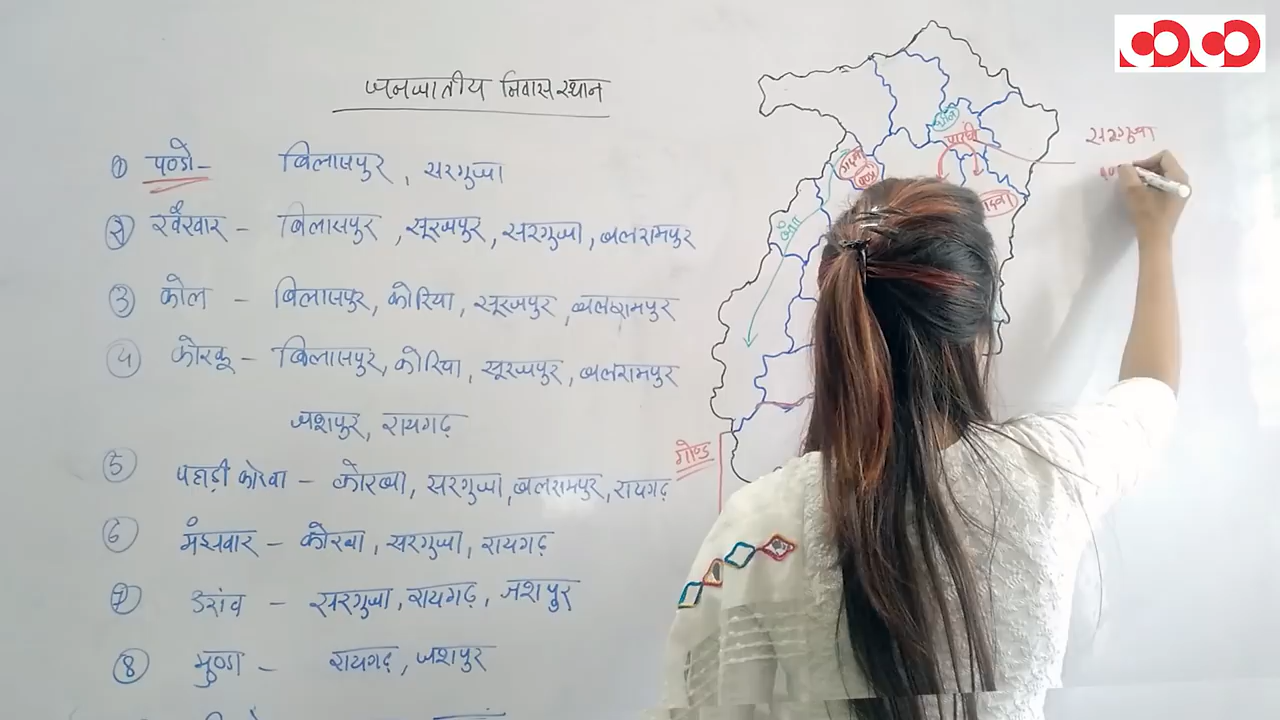 जनजातीय निवास स्थान
① पण्डो - बिलासपुर, सरगुजा
② खैरवार - बिलासपुर, सूरजपुर, सरगुजा, बलरामपुर
③ कोल - बिलासपुर, कोरिया, सूरजपुर, बलरामपुर
④ कोरकू - बिलासपुर, कोरिया, सूरजपुर, बलरामपुर
जशपुर, रायगढ़
⑤ पहाड़ी कोरवा - कोरबा, सरगुजा, बलरामपुर, रायगढ़
⑥ मंझवार - कोरबा, सरगुजा, रायगढ़
⑦ उरांव - सरगुजा, रायगढ़, जशपुर
⑧ मुण्डा - रायगढ़, जशपुर
पारधी
सरगुजा
बैगा
गोण्ड